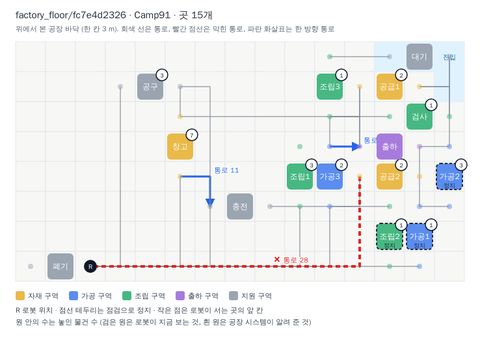 factory_floor/fc7e4d2326 · Camp91 · 곳 15개
위에서 본 공장 바닥 (한 칸 3 m). 회색 선은 통로, 빨간 점선은 막힌 통로, 파란 화살표는 한 방향 통로
대기
공구 3
조립3 1
공급1 2
검사 1
창고 7
통로
출하
통로 11
조립1 3
가공3 2
공급2 2
가공2 3
정지
충전
조립2 1
정지
가공1 1
정지
✕ 통로 28
폐기
R
자재 구역 가공 구역 조립 구역 출하 구역 지원 구역
R 로봇 위치 · 점선 테두리는 점검으로 정지 · 작은 점은 로봇이 서는 곳의 앞 칸
원 안의 수는 놓인 물건 수 (검은 원은 로봇이 지금 보는 것, 흰 원은 공장 시스템이 알려 준 것)